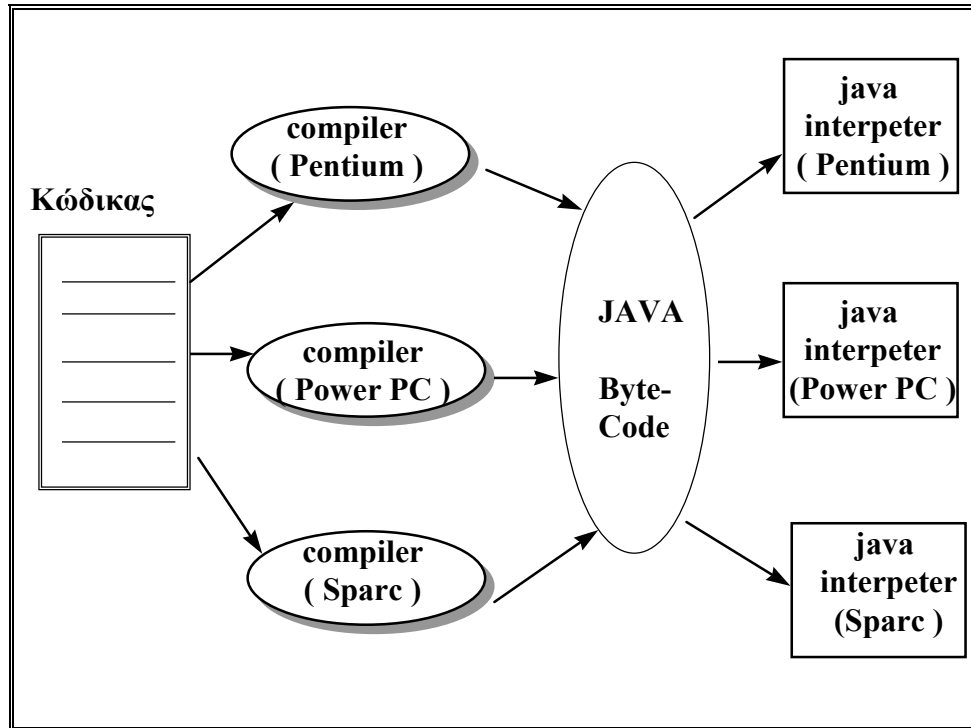 Κώδικας
compiler
( Pentium )
compiler
( Power PC )
compiler
( Sparc )
JAVA
Byte-
Code
java
interpeter
( Pentium )
java
interpeter
(Power PC )
java
interpeter
(Sparc )